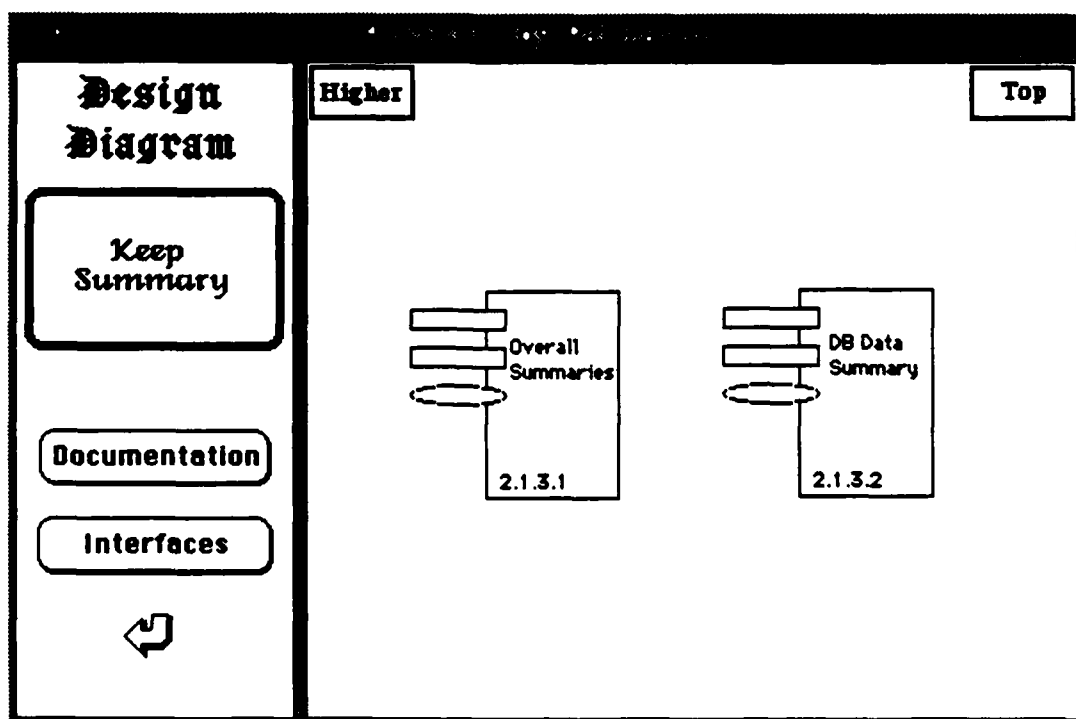 Design
Diagram
Keep
Summary
Documentation
Interfaces
Higher
Top
Overall
Summaries
2.1.3.1
DB Data
Summary
2.1.3.2